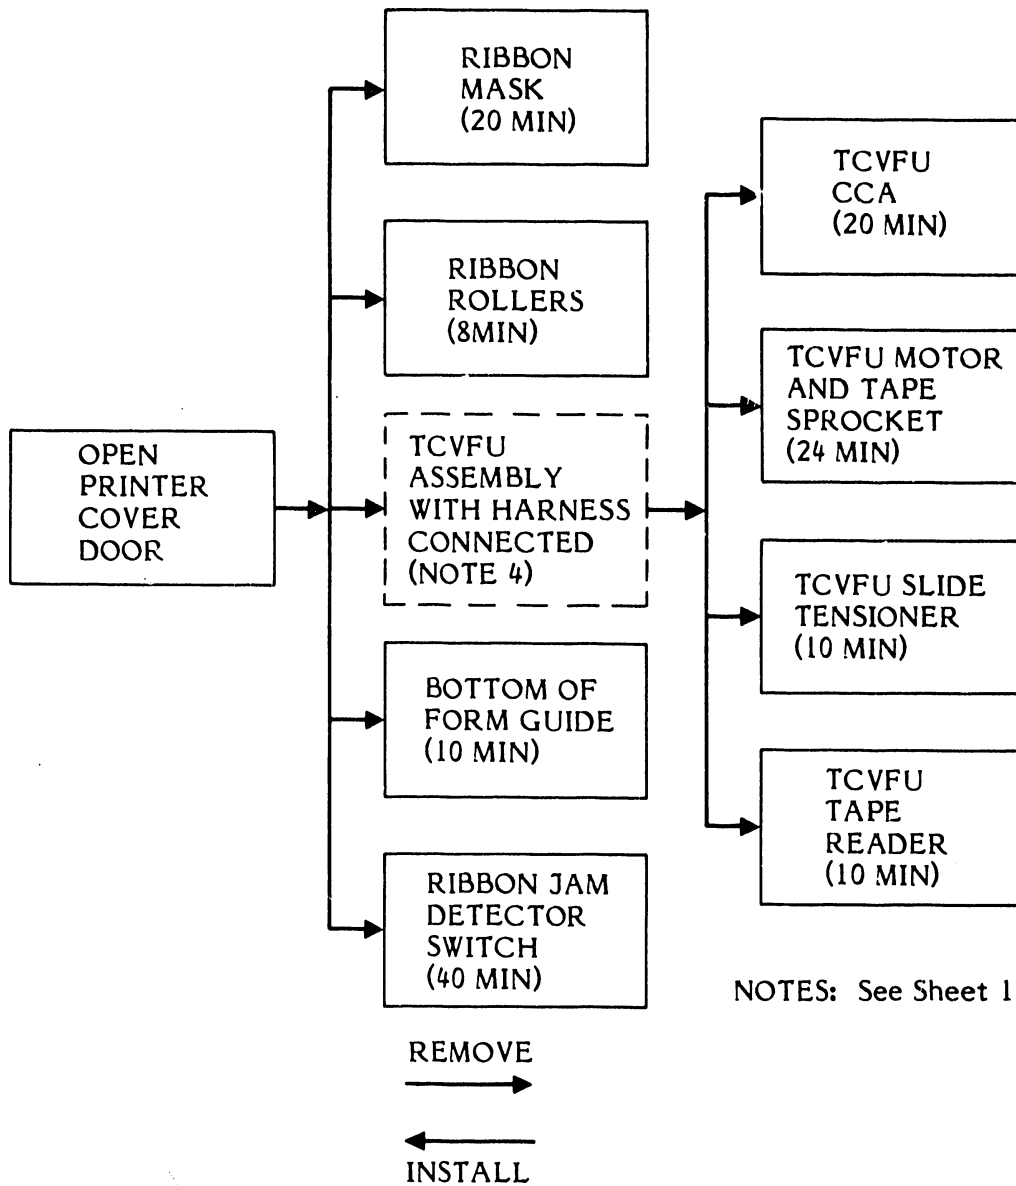 OPEN
PRINTER
COVER
DOOR
RIBBON
MASK
(20 MIN)
RIBBON
ROLLERS
(8MIN)
TCVFU
ASSEMBLY
WITH HARNESS
CONNECTED
(NOTE 4)
BOTTOM OF
FORM GUIDE
(10 MIN)
RIBBON JAM
DETECTOR
SWITCH
(40 MIN)
TCVFU
CCA
(20 MIN)
TCVFU MOTOR
AND TAPE
SPROCKET
(24 MIN)
TCVFU SLIDE
TENSIONER
(10 MIN)
TCVFU
TAPE
READER
(10 MIN)
NOTES: See Sheet 1
REMOVE
INSTALL